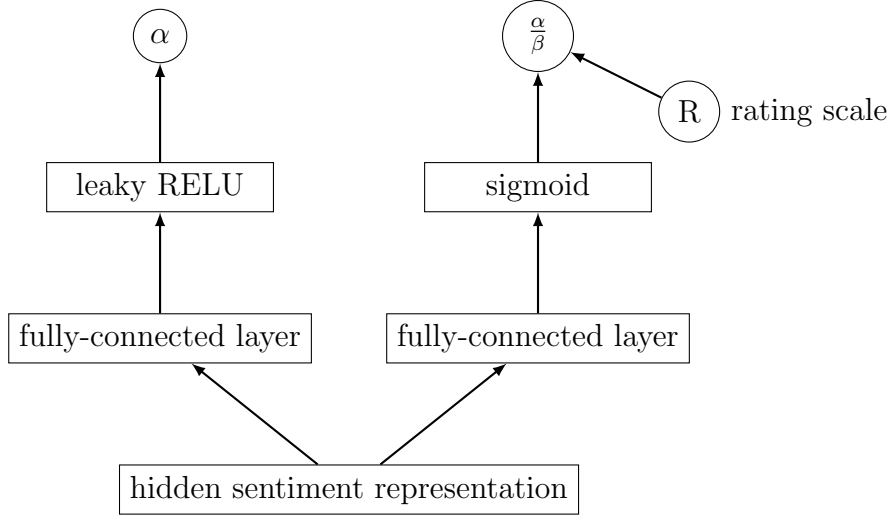 α
α/β
R rating scale
leaky RELU
sigmoid
fully-connected layer
fully-connected layer
hidden sentiment representation